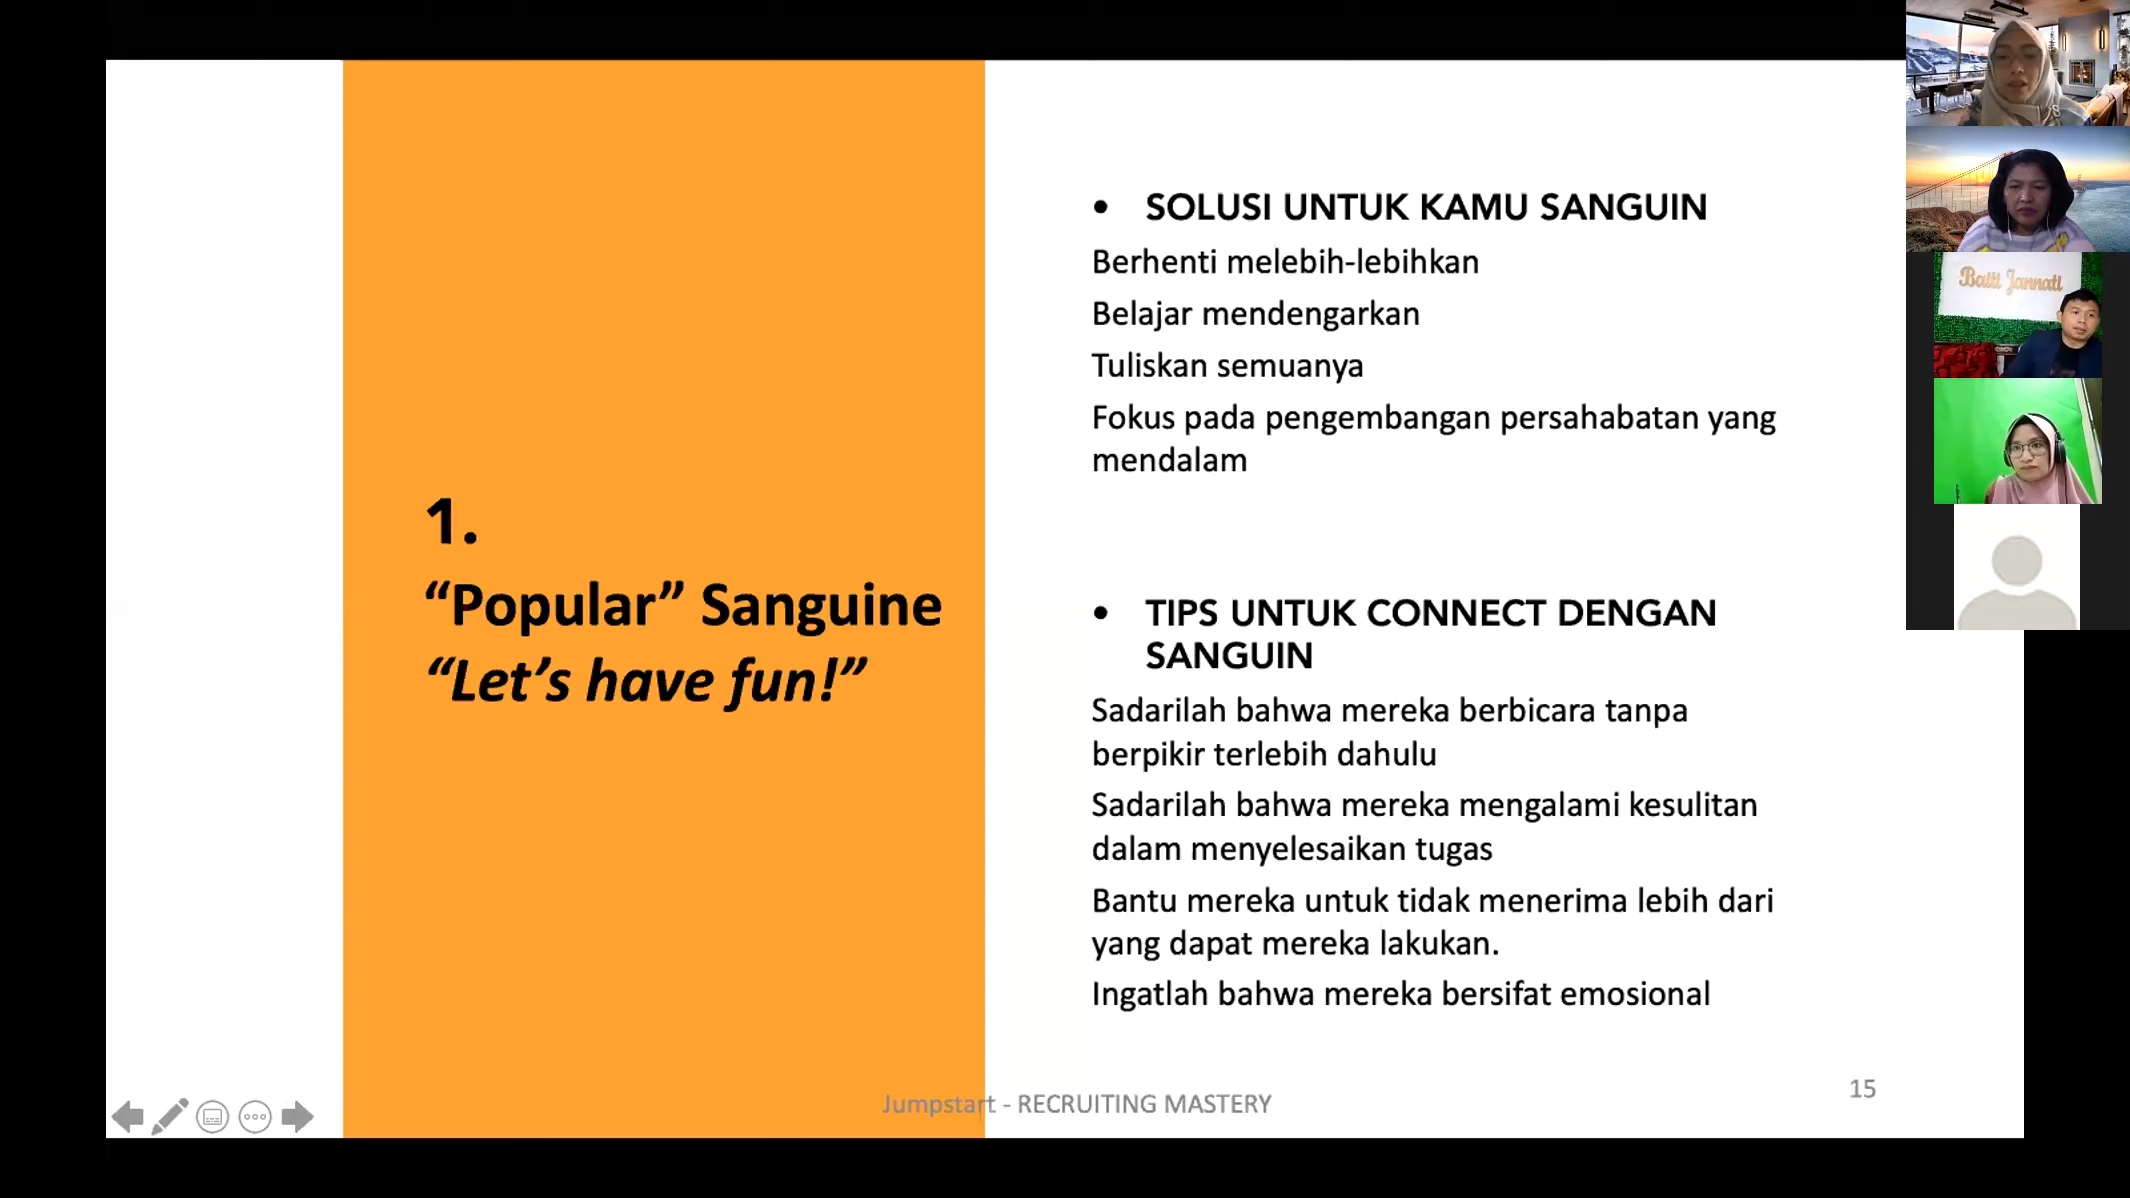 1.
“Popular” Sanguine
“Let’s have fun!”
• SOLUSI UNTUK KAMU SANGUIN
Berhenti melebih-lebihkan
Belajar mendengarkan
Tuliskan semuanya
Fokus pada pengembangan persahabatan yang
mendalam
• TIPS UNTUK CONNECT DENGAN
SANGUIN
Sadarilah bahwa mereka berbicara tanpa
berpikir terlebih dahulu
Sadarilah bahwa mereka mengalami kesulitan
dalam menyelesaikan tugas
Bantu mereka untuk tidak menerima lebih dari
yang dapat mereka lakukan.
Ingatlah bahwa mereka bersifat emosional
Jumpstart - RECRUITING MASTERY
15
Baiti Jannati